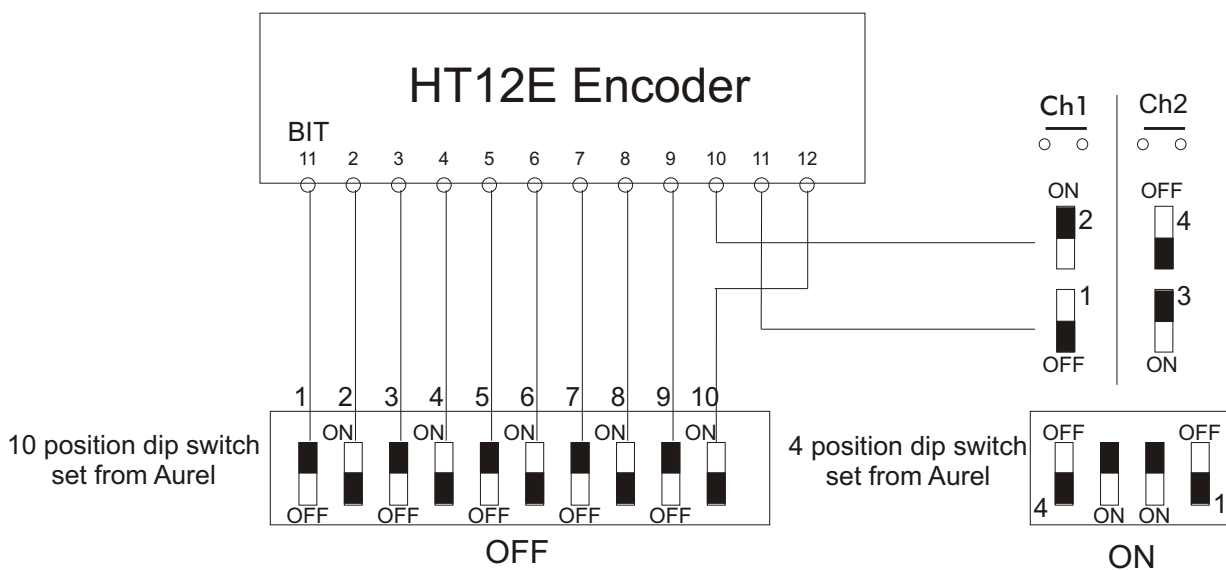 HT12E Encoder
BIT
11 2 3 4 5 6 7 8 9 10 11 12
Ch1 Ch2
ON OFF
2 4
1 3
OFF ON
1 2 3 4 5 6 7 8 9 10
ON ON ON ON ON
OFF OFF OFF OFF OFF
10 position dip switch
set from Aurel
OFF
4 position dip switch
set from Aurel
OFF OFF
4 1
ON ON
ON